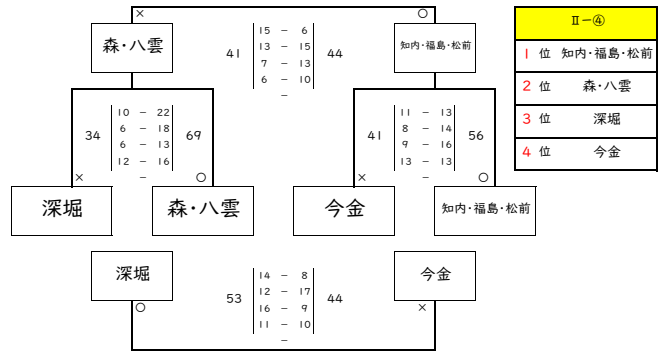 × ○
森・八雲
41
15 － 6
13 － 15
7 － 13
6 － 10
－
44
知内・福島・松前
Ⅱ－④
1 位 知内・福島・松前
2 位 森・八雲
3 位 深堀
4 位 今金
34
10 － 22
6 － 18
6 － 13
12 － 16
－
69
× ○
深堀
森・八雲
41
11 － 13
8 － 14
9 － 16
13 － 13
－
56
× ○
今金
知内・福島・松前
深堀
53
14 － 8
12 － 17
16 － 9
11 － 10
－
44
今金
○ ×